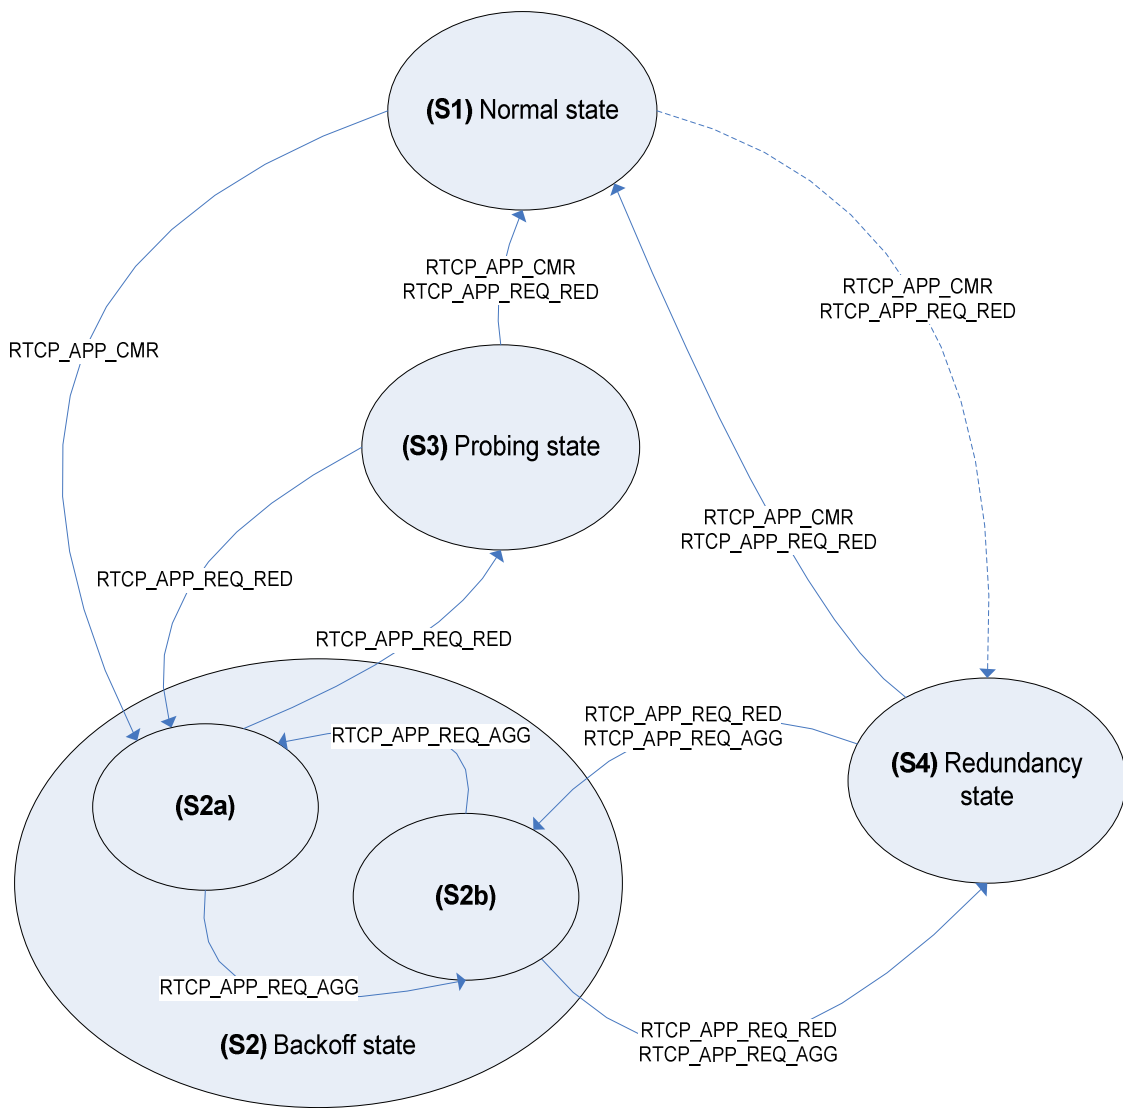 (S1) Normal state
RTCP_APP_CMR
RTCP_APP_REQ_RED
RTCP_APP_CMR
RTCP_APP_REQ_RED
RTCP_APP_CMR
(S3) Probing state
RTCP_APP_CMR
RTCP_APP_REQ_RED
RTCP_APP_REQ_RED
RTCP_APP_REQ_RED
RTCP_APP_REQ_RED
RTCP_APP_REQ_AGG
RTCP_APP_REQ_AGG
(S4) Redundancy
state
(S2a)
(S2b)
RTCP_APP_REQ_AGG
RTCP_APP_REQ_RED
RTCP_APP_REQ_AGG
(S2) Backoff state